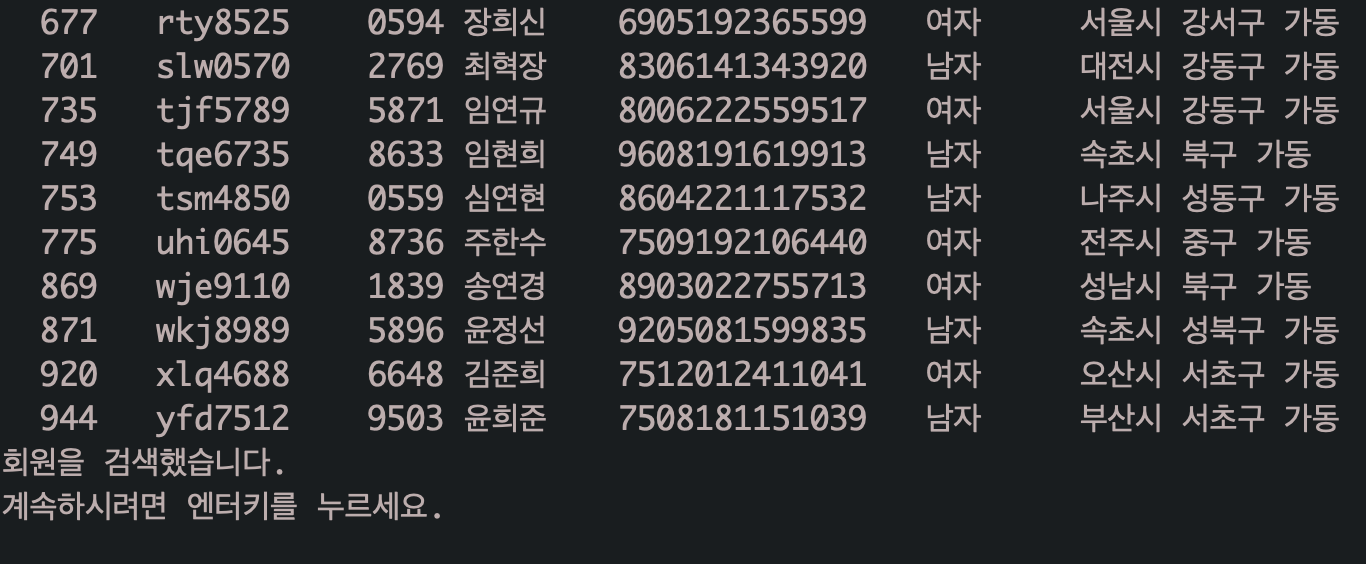 677 rty8525 0594 장희신 6905192365599 여자 서울시 강서구 가동
701 slw0570 2769 최혁장 8306141343920 남자 대전시 강동구 가동
735 tjf5789 5871 임연규 8006222559517 여자 서울시 강동구 가동
749 tqe6735 8633 임현희 9608191619913 남자 속초시 북구 가동
753 tsm4850 0559 심연현 8604221117532 남자 나주시 성동구 가동
775 uhi0645 8736 주한수 7509192106440 여자 전주시 중구 가동
869 wje9110 1839 송연경 8903022755713 여자 성남시 북구 가동
871 wkj8989 5896 윤정선 9205081599835 남자 속초시 성북구 가동
920 xlq4688 6648 김준희 7512012411041 여자 오산시 서초구 가동
944 yfd7512 9503 윤희준 7508181151039 남자 부산시 서초구 가동
회원을 검색했습니다.
계속하시려면 엔터키를 누르세요.